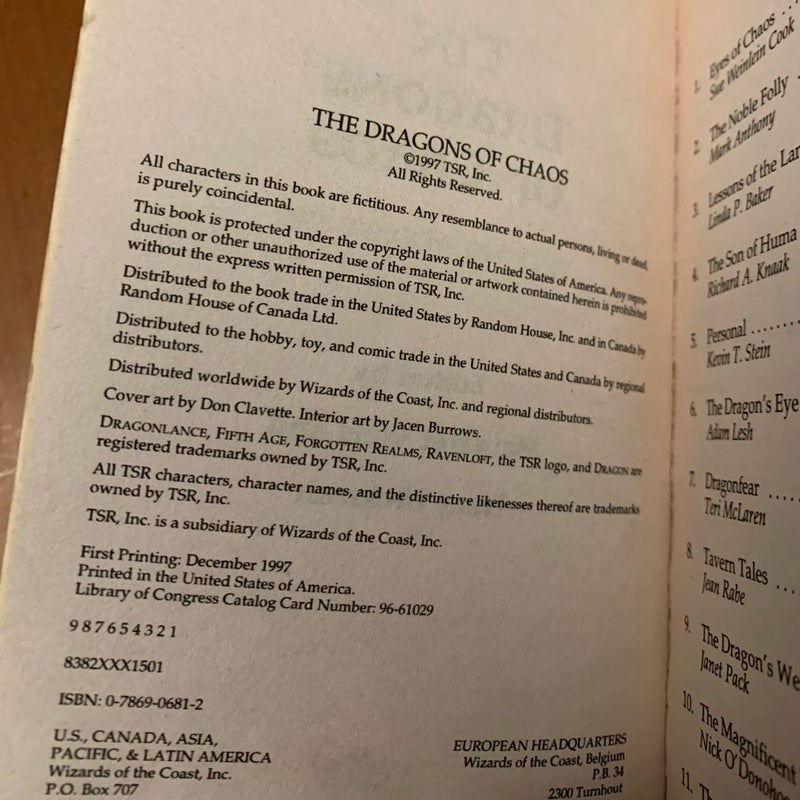 THE DRAGONS OF CHAOS
©1997 TSR, Inc.
All Rights Reserved.
All characters in this book are fictitious. Any resemblance to actual persons, living or dead,
is purely coincidental.
This book is protected under the copyright laws of the United States of America. Any repro-
duction or other unauthorized use of the material or artwork contained herein is prohibited
without the express written permission of TSR, Inc.
Distributed to the book trade in the United States by Random House, Inc. and in Canada by
Random House of Canada Ltd.
Distributed to the hobby, toy, and comic trade in the United States and Canada by regional
distributors.
Distributed worldwide by Wizards of the Coast, Inc. and regional distributors.
Cover art by Don Clavette. Interior art by Jacen Burrows.
DRAGONLANCE, FIFTH AGE, FORGOTTEN REALMS, RAVENLOFT, the TSR logo, and DRAGON are
registered trademarks owned by TSR, Inc.
All TSR characters, character names, and the distinctive likenesses thereof are trademarks
owned by TSR, Inc.
TSR, Inc. is a subsidiary of Wizards of the Coast, Inc.
First Printing: December 1997
Printed in the United States of America.
Library of Congress Catalog Card Number: 96-61029
9 8 7 6 5 4 3 2 1
8382XXX1501
ISBN: 0-7869-0681-2
U.S., CANADA, ASIA,
PACIFIC, & LATIN AMERICA
Wizards of the Coast, Inc.
P.O. Box 707
EUROPEAN HEADQUARTERS
Wizards of the Coast, Belgium
P.B. 34
2300 Turnhout
1. Eyes of Chaos . .
Sue Weinlein Cook
2. The Noble Folly
Mark Anthony
3. Lessons of the Lan
Linda P. Baker
4. The Son of Huma
Richard A. Knaak
5. Personal . . . . . . . .
Kevin T. Stein
6. The Dragon's Eye
Adam Lesh
7. Dragonfear . . . .
Teri McLaren
8. Tavern Tales . . .
Jean Rabe
9. The Dragon's We
Janet Pack
10. The Magnificent
Nick O'Donoho
11. Th